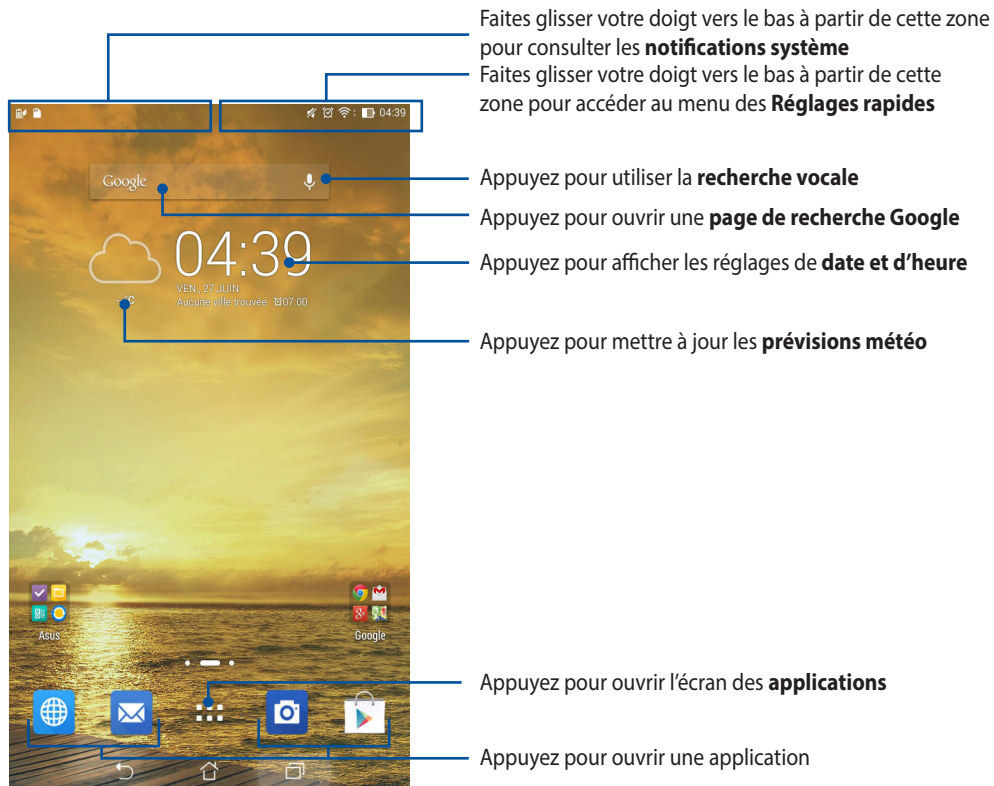 Faites glisser votre doigt vers le bas à partir de cette zone
pour consulter les notifications système
Faites glisser votre doigt vers le bas à partir de cette
zone pour accéder au menu des Réglages rapides
04:39
Google
Appuyez pour utiliser la recherche vocale
Appuyez pour ouvrir une page de recherche Google
04:39
Appuyez pour afficher les réglages de date et d’heure
VEN., 27 JUIN
Aucune ville trouvée 07:00
Appuyez pour mettre à jour les prévisions météo
Asus
Google
Appuyez pour ouvrir l’écran des applications
Appuyez pour ouvrir une application